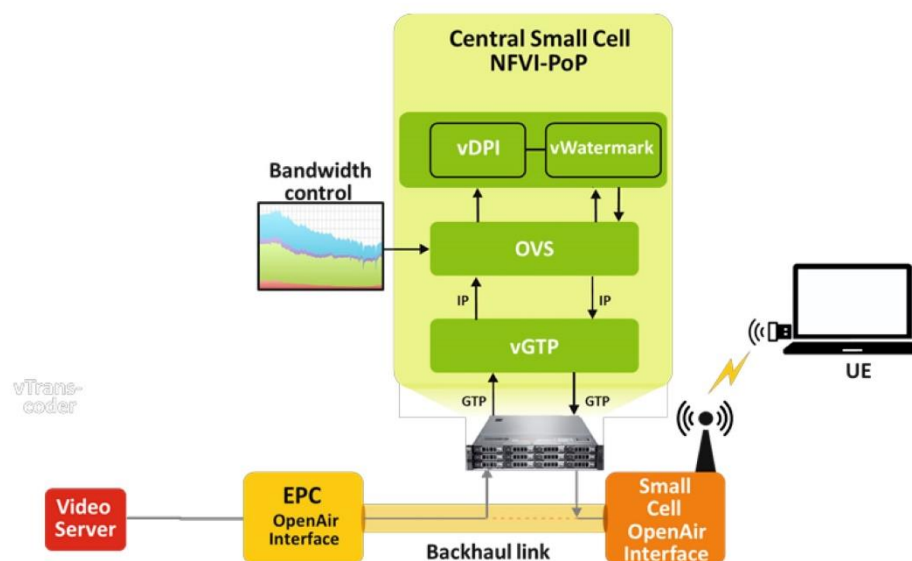 Central Small Cell
NFVI-PoP
vDPI
vWatermark
Bandwidth
control
OVS
IP
IP
vGTP
UE
vTrans-
coder
GTP
GTP
Video
Server
EPC
OpenAir
Interface
Small
Cell
OpenAir
Interface
Backhaul link